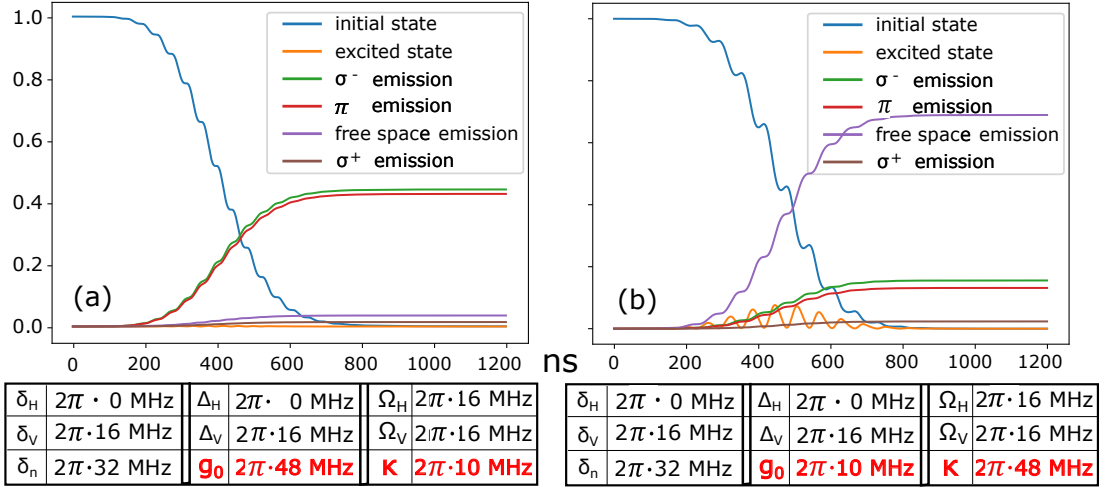 1.0
0.8
0.6
0.4
0.2
0.0
initial state
excited state
σ - emission
π emission
free space emission
σ+ emission
(a)
0 200 400 600 800 1000 1200
initial state
excited state
σ - emission
π emission
free space emission
σ+ emission
(b)
0 200 400 600 800 1000 1200
ns
δH 2π · 0 MHz ΔH 2π · 0 MHz ΩH 2π·16 MHz
δV 2π·16 MHz ΔV 2π·16 MHz ΩV 2π·16 MHz
δn 2π·32 MHz g0 2π·48 MHz κ 2π·10 MHz
δH 2π · 0 MHz ΔH 2π · 0 MHz ΩH 2π·16 MHz
δV 2π·16 MHz ΔV 2π·16 MHz ΩV 2π·16 MHz
δn 2π·32 MHz g0 2π·10 MHz κ 2π·48 MHz